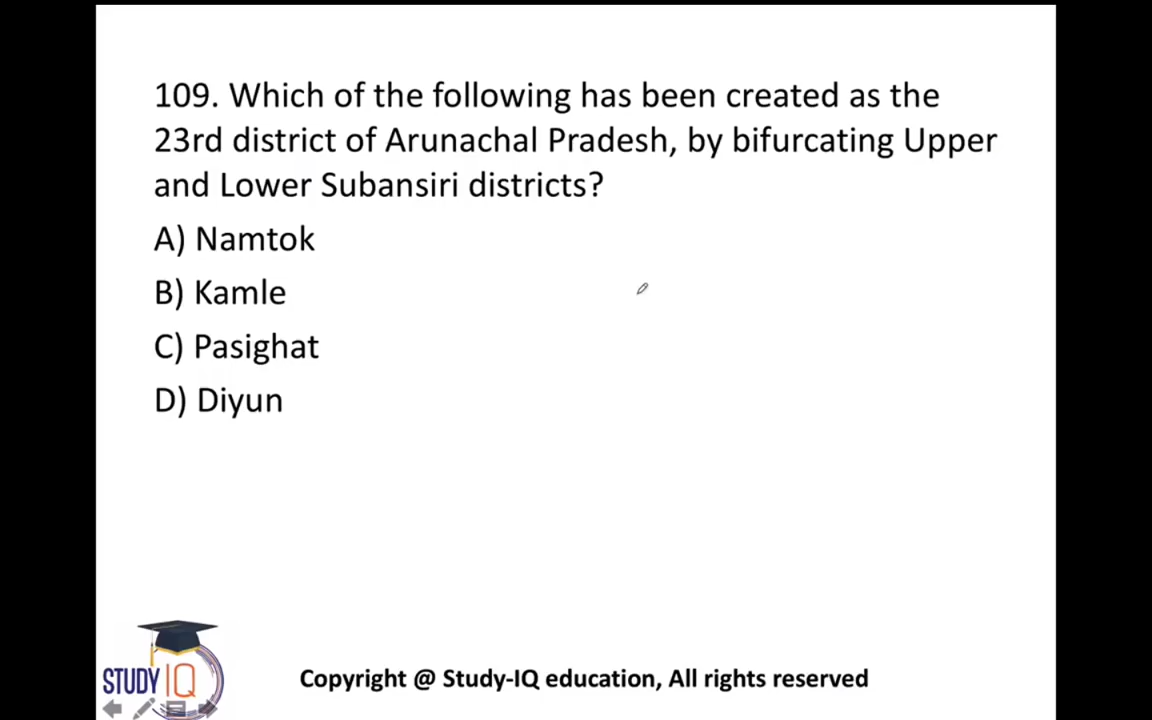 109. Which of the following has been created as the
23rd district of Arunachal Pradesh, by bifurcating Upper
and Lower Subansiri districts?
A) Namtok
B) Kamle
C) Pasighat
D) Diyun
STUDY IQ
Copyright @ Study-IQ education, All rights reserved